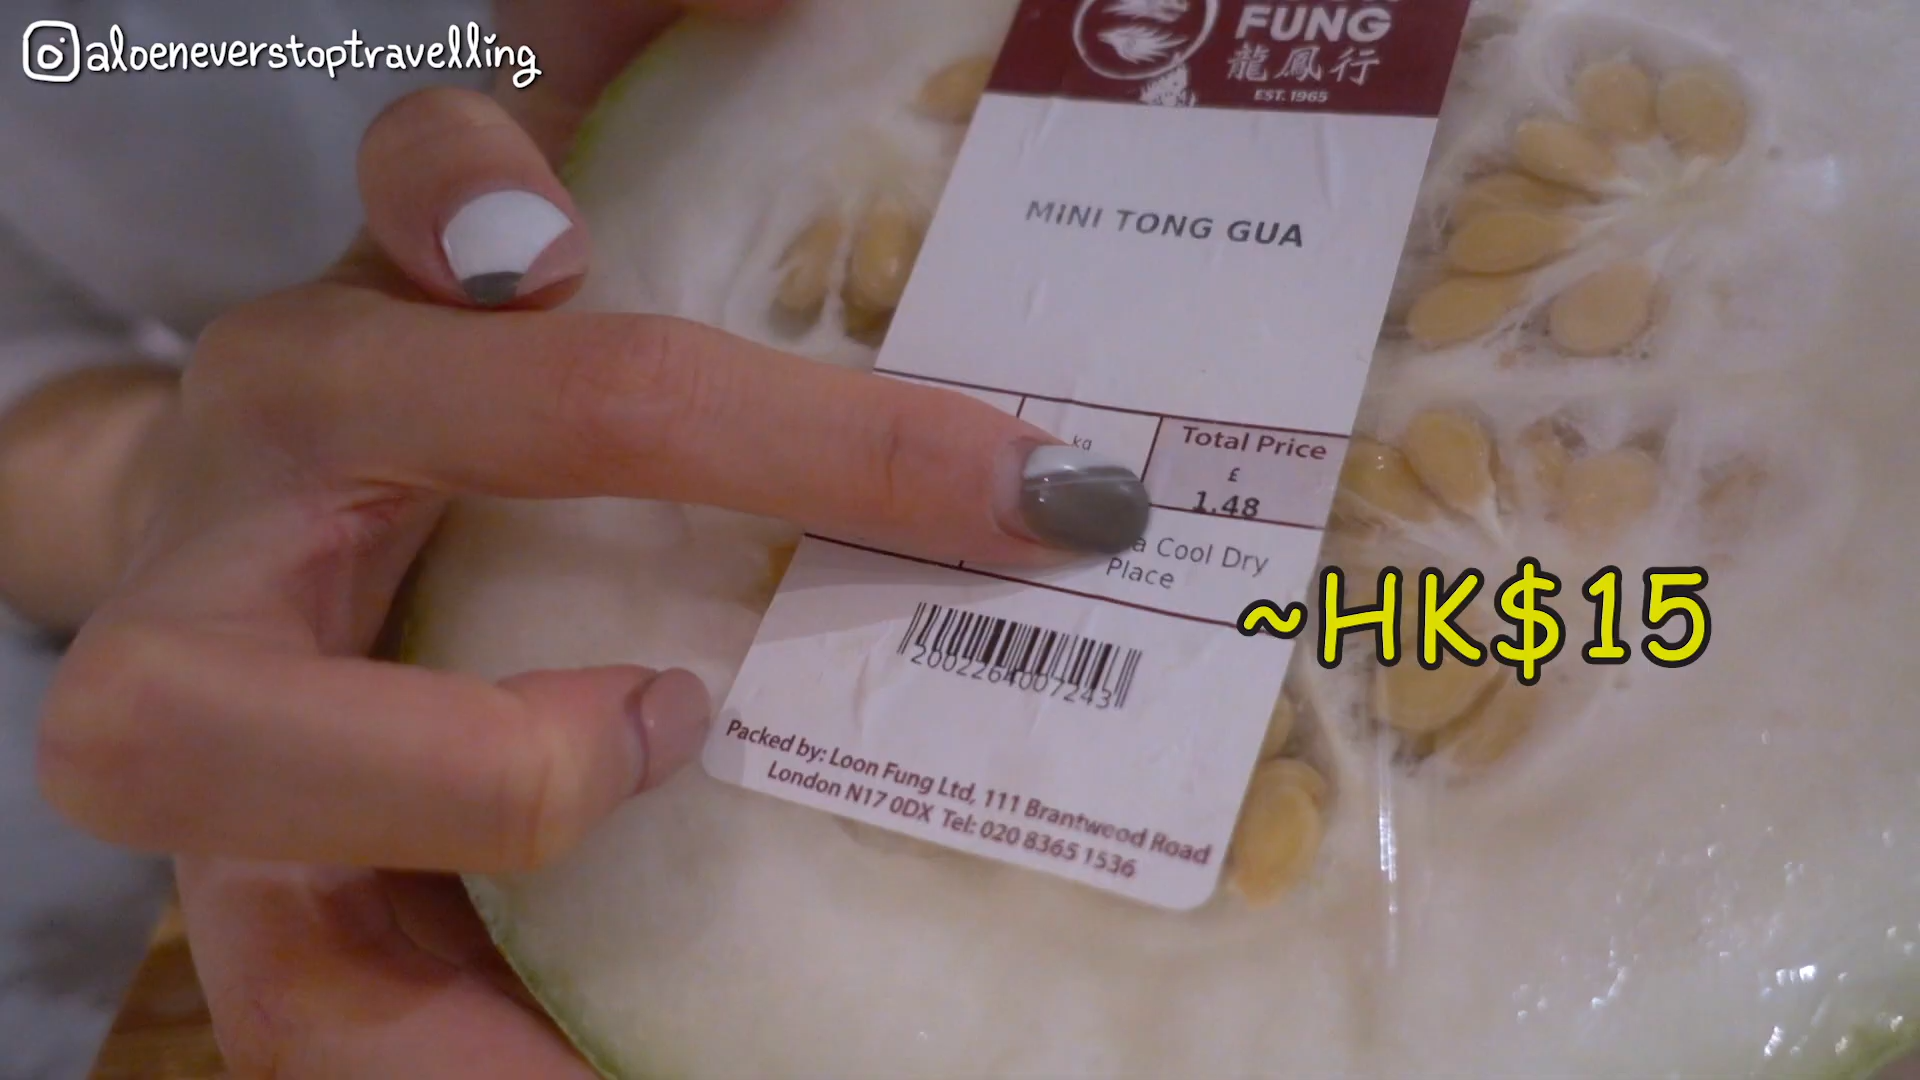 aloeneverstoptravelling
FUNG
龍鳳行
EST. 1965
MINI TONG GUA
kg
Total Price
£
1.48
a Cool Dry
Place
~HK$15
2002264007243
Packed by: Loon Fung Ltd, 111 Brantwood Road
London N17 0DX Tel: 020 8365 1536